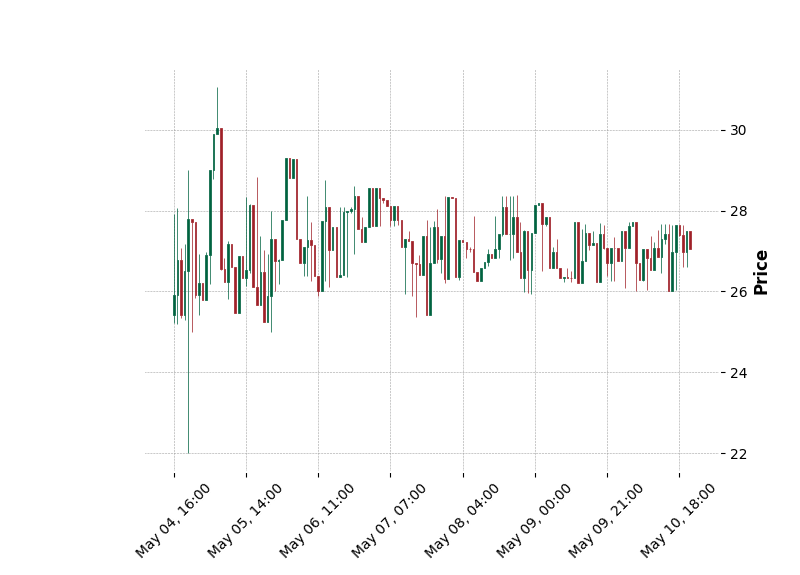 30
28
26
24
22
Price
May 04, 16:00
May 05, 14:00
May 06, 11:00
May 07, 07:00
May 08, 04:00
May 09, 00:00
May 09, 21:00
May 10, 18:00